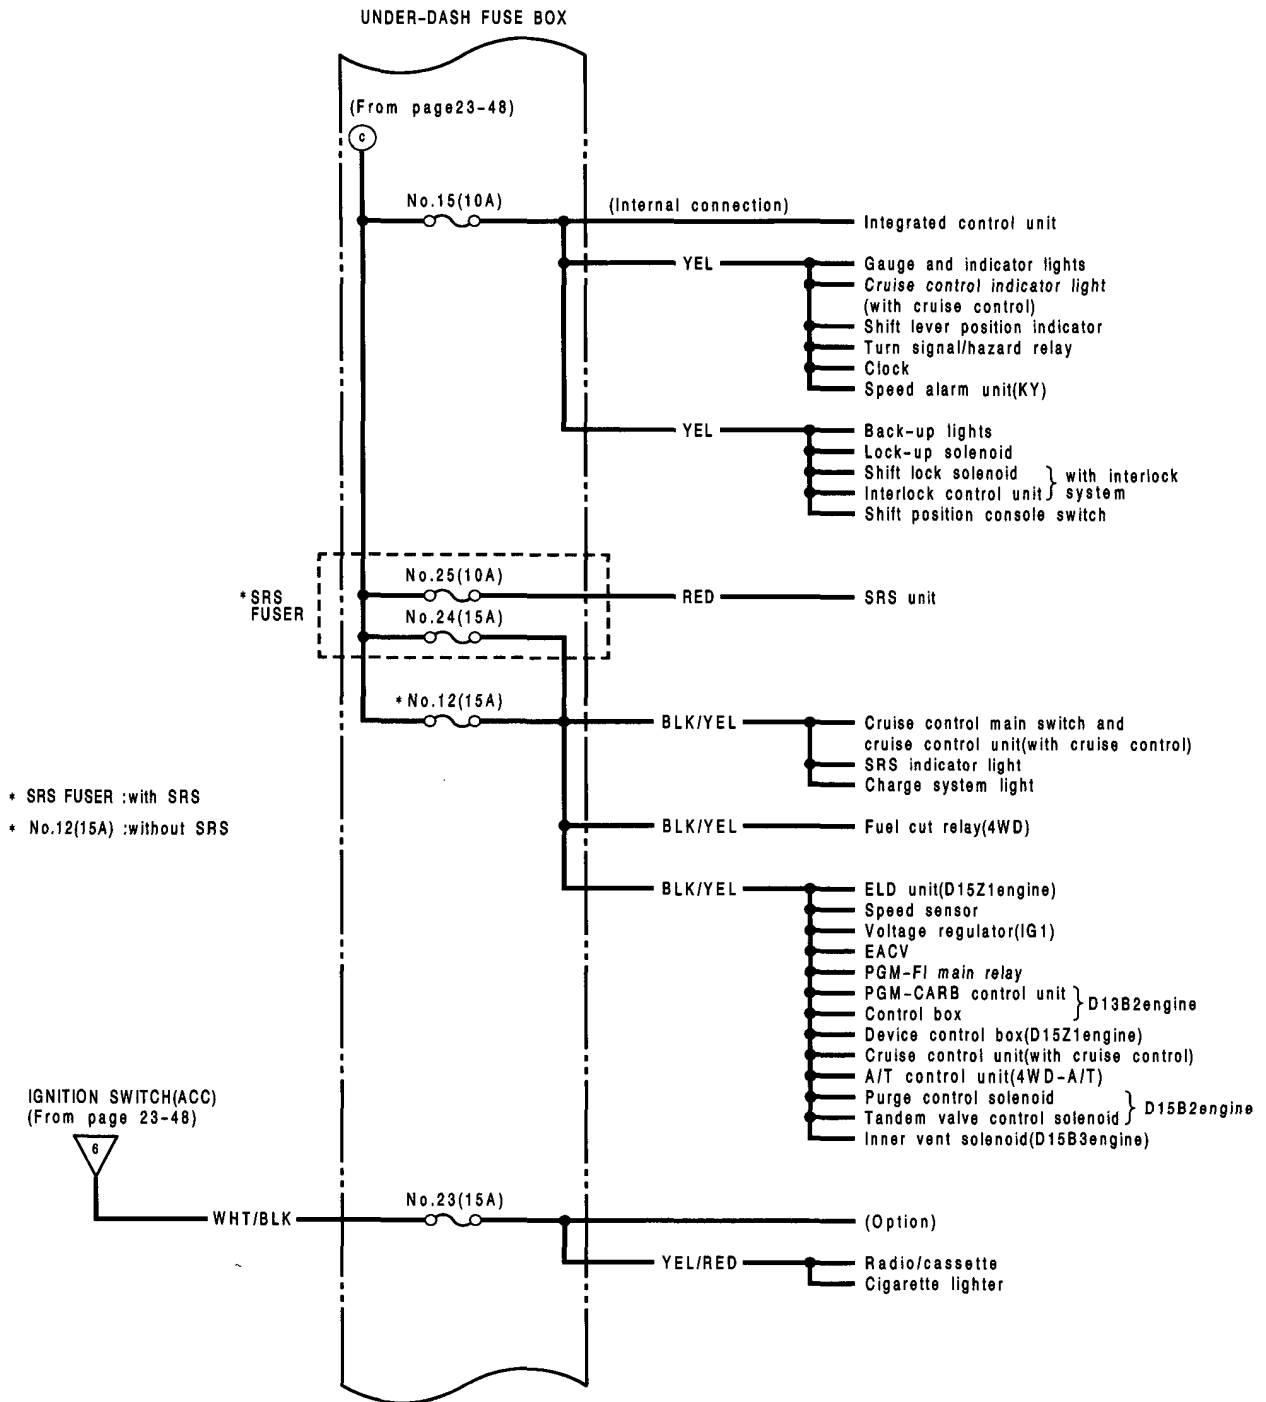 UNDER-DASH FUSE BOX
(From page23-48)
c
No.15(10A)
(Internal connection)
Integrated control unit
YEL
Gauge and indicator lights
Cruise control indicator light
(with cruise control)
Shift lever position indicator
Turn signal/hazard relay
Clock
Speed alarm unit(KY)
YEL
Back-up lights
Lock-up solenoid
Shift lock solenoid
Interlock control unit
with interlock
system
Shift position console switch
*SRS
FUSER
No.25(10A)
RED
SRS unit
No.24(15A)
*No.12(15A)
BLK/YEL
Cruise control main switch and
cruise control unit(with cruise control)
SRS indicator light
Charge system light
* SRS FUSER :with SRS
* No.12(15A) :without SRS
BLK/YEL
Fuel cut relay(4WD)
BLK/YEL
ELD unit(D15Z1engine)
Speed sensor
Voltage regulator(IG1)
EACV
PGM-FI main relay
PGM-CARB control unit
Control box
D13B2engine
Device control box(D15Z1engine)
Cruise control unit(with cruise control)
A/T control unit(4WD-A/T)
Purge control solenoid
Tandem valve control solenoid
D15B2engine
Inner vent solenoid(D15B3engine)
IGNITION SWITCH(ACC)
(From page 23-48)
6
WHT/BLK
No.23(15A)
(Option)
YEL/RED
Radio/cassette
Cigarette lighter